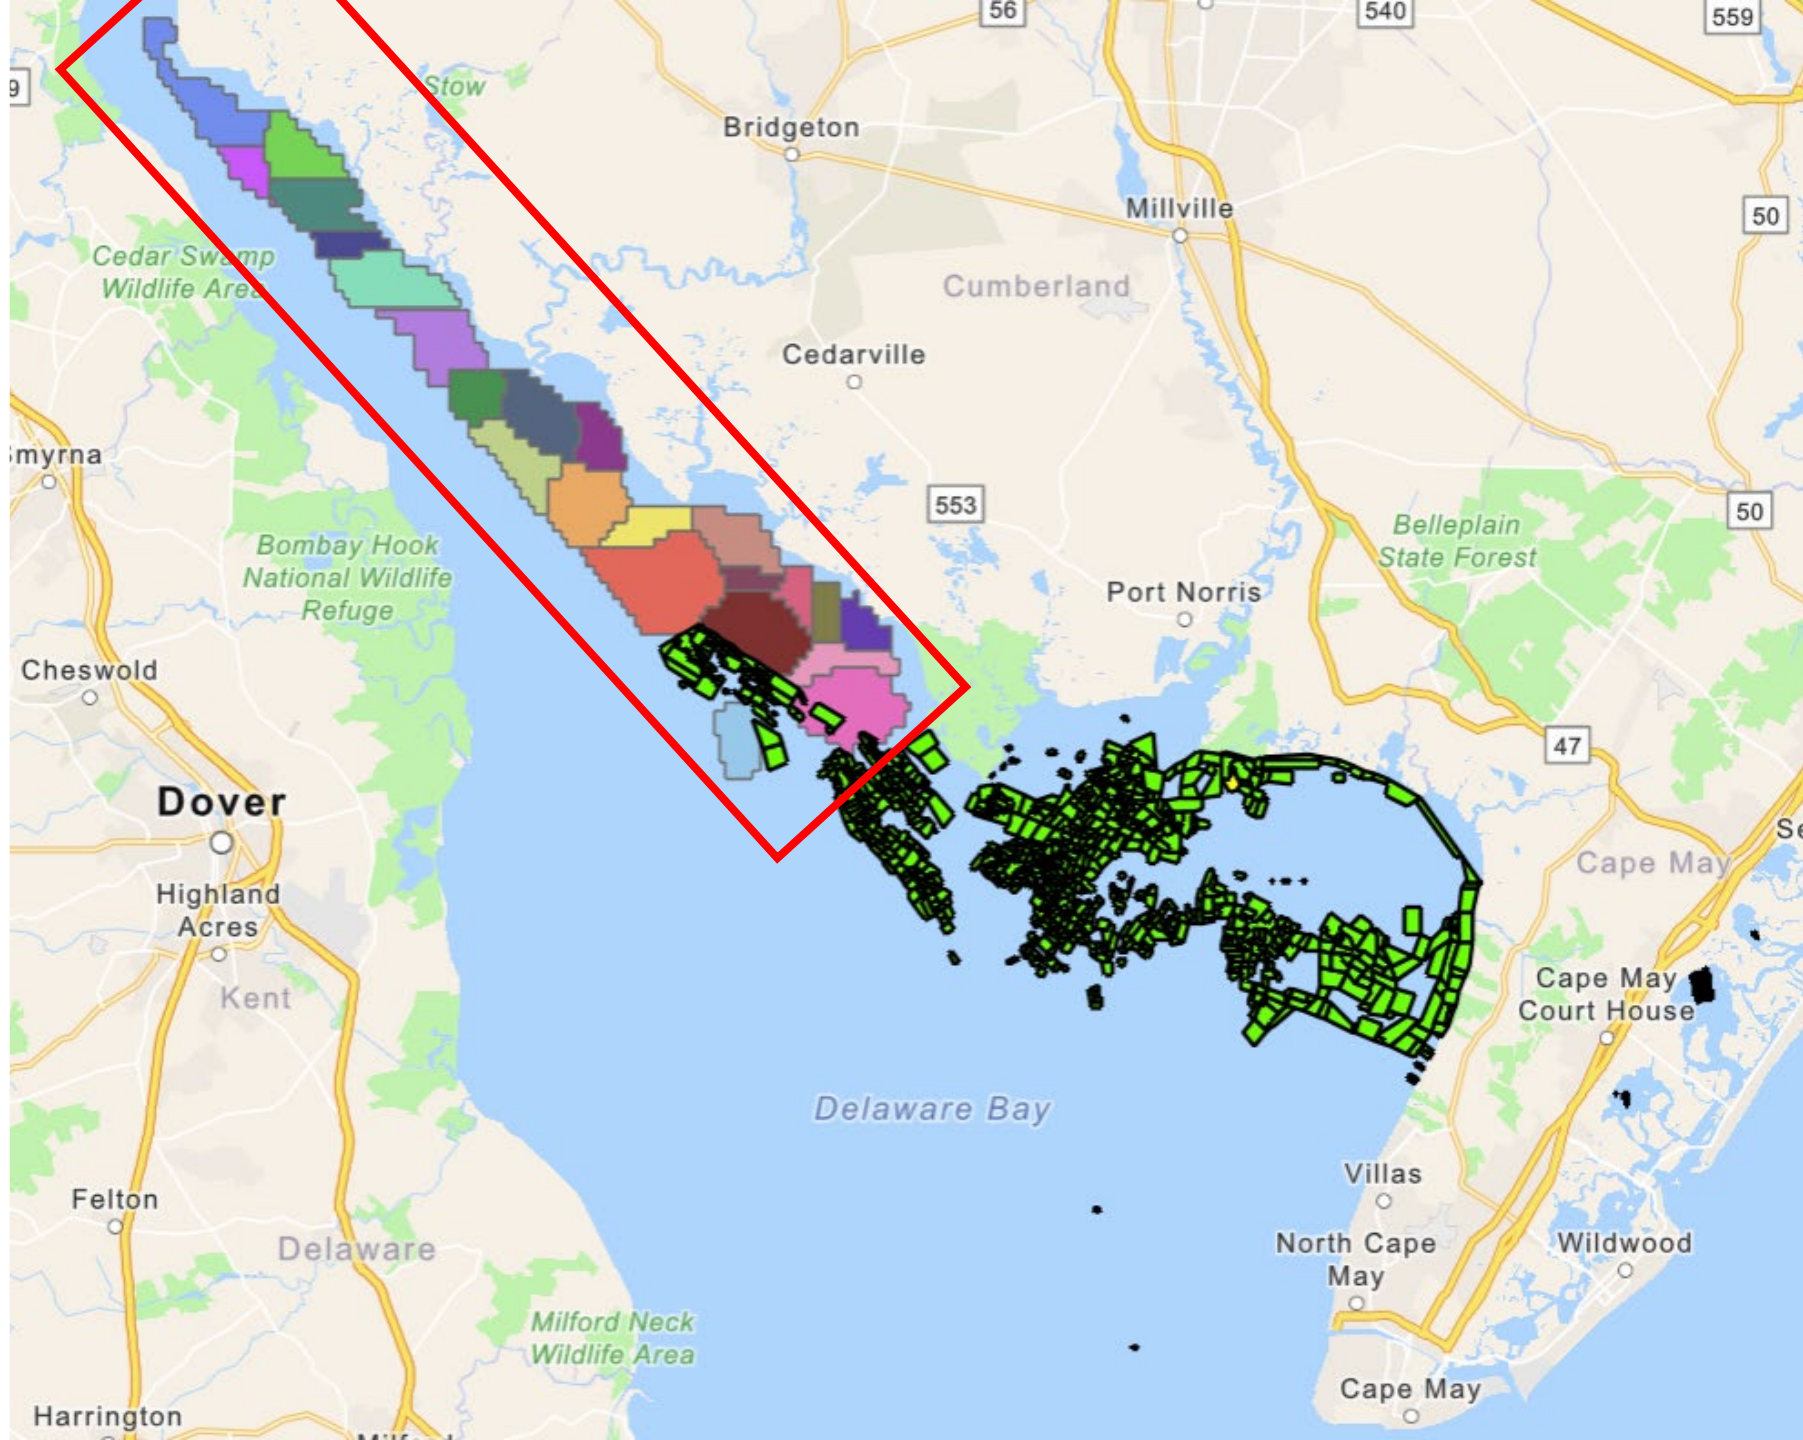 56
540
559
9
Stow
Bridgeton
Millville
50
Cedar Swamp
Wildlife Area
Cumberland
Cedarville
myrna
553
50
Belleplain
State Forest
Bombay Hook
National Wildlife
Refuge
Port Norris
Cheswold
47
Dover
Se
Cape May
Highland
Acres
Kent
Cape May
Court House
Delaware Bay
Villas
Felton
Delaware
North Cape
May
Wildwood
Milford Neck
Wildlife Area
Cape May
Harrington